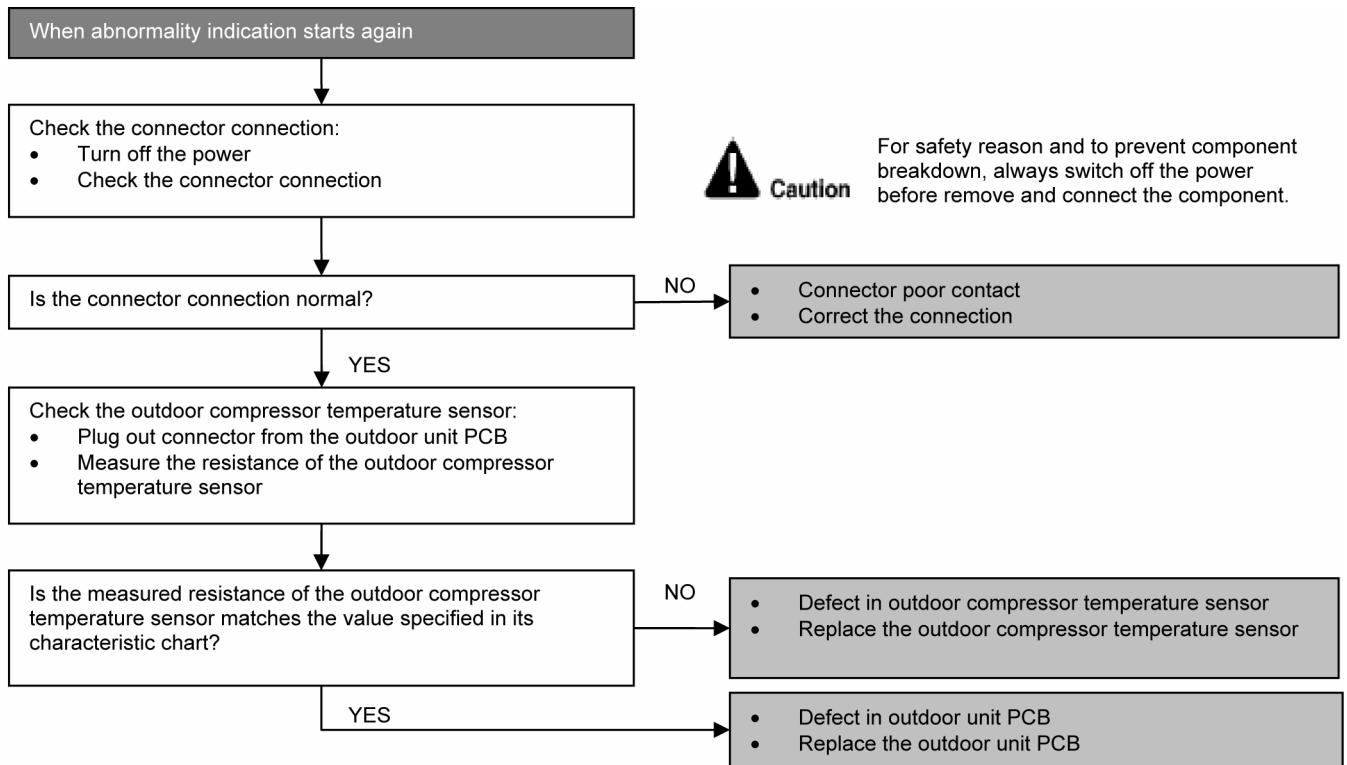 When abnormality indication starts again
Check the connector connection:
• Turn off the power
• Check the connector connection
Caution
For safety reason and to prevent component
breakdown, always switch off the power
before remove and connect the component.
Is the connector connection normal?
NO
• Connector poor contact
• Correct the connection
YES
Check the outdoor compressor temperature sensor:
• Plug out connector from the outdoor unit PCB
• Measure the resistance of the outdoor compressor
temperature sensor
Is the measured resistance of the outdoor compressor
temperature sensor matches the value specified in its
characteristic chart?
NO
• Defect in outdoor compressor temperature sensor
• Replace the outdoor compressor temperature sensor
YES
• Defect in outdoor unit PCB
• Replace the outdoor unit PCB